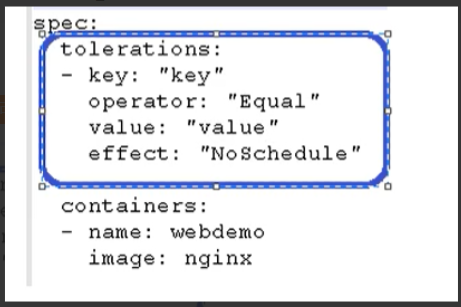 spec:
tolerations:
- key: "key"
operator: "Equal"
value: "value"
effect: "NoSchedule"
containers:
- name: webdemo
image: nginx